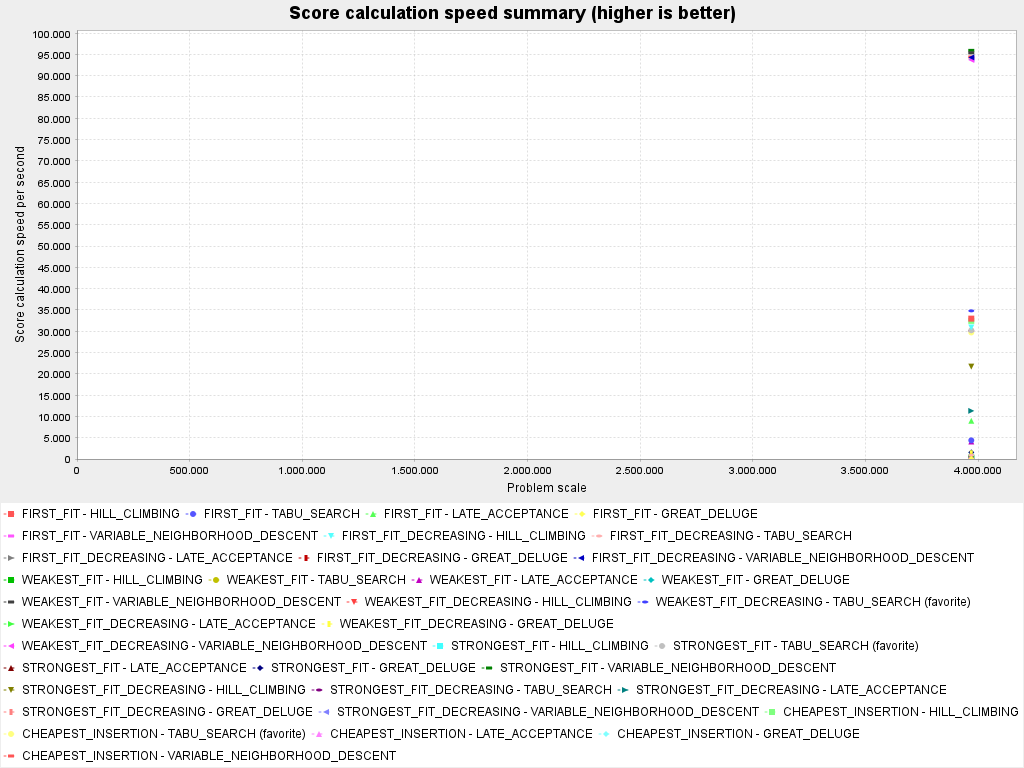 Score calculation speed summary (higher is better)
Score calculation speed per second
100.000
95.000
90.000
85.000
80.000
75.000
70.000
65.000
60.000
55.000
50.000
45.000
40.000
35.000
30.000
25.000
20.000
15.000
10.000
5.000
0
0 500.000 1.000.000 1.500.000 2.000.000 2.500.000 3.000.000 3.500.000 4.000.000
Problem scale
FIRST_FIT - HILL_CLIMBING FIRST_FIT - TABU_SEARCH FIRST_FIT - LATE_ACCEPTANCE FIRST_FIT - GREAT_DELUGE
FIRST_FIT - VARIABLE_NEIGHBORHOOD_DESCENT FIRST_FIT_DECREASING - HILL_CLIMBING FIRST_FIT_DECREASING - TABU_SEARCH
FIRST_FIT_DECREASING - LATE_ACCEPTANCE FIRST_FIT_DECREASING - GREAT_DELUGE FIRST_FIT_DECREASING - VARIABLE_NEIGHBORHOOD_DESCENT
WEAKEST_FIT - HILL_CLIMBING WEAKEST_FIT - TABU_SEARCH WEAKEST_FIT - LATE_ACCEPTANCE WEAKEST_FIT - GREAT_DELUGE
WEAKEST_FIT - VARIABLE_NEIGHBORHOOD_DESCENT WEAKEST_FIT_DECREASING - HILL_CLIMBING WEAKEST_FIT_DECREASING - TABU_SEARCH (favorite)
WEAKEST_FIT_DECREASING - LATE_ACCEPTANCE WEAKEST_FIT_DECREASING - GREAT_DELUGE
WEAKEST_FIT_DECREASING - VARIABLE_NEIGHBORHOOD_DESCENT STRONGEST_FIT - HILL_CLIMBING STRONGEST_FIT - TABU_SEARCH (favorite)
STRONGEST_FIT - LATE_ACCEPTANCE STRONGEST_FIT - GREAT_DELUGE STRONGEST_FIT - VARIABLE_NEIGHBORHOOD_DESCENT
STRONGEST_FIT_DECREASING - HILL_CLIMBING STRONGEST_FIT_DECREASING - TABU_SEARCH STRONGEST_FIT_DECREASING - LATE_ACCEPTANCE
STRONGEST_FIT_DECREASING - GREAT_DELUGE STRONGEST_FIT_DECREASING - VARIABLE_NEIGHBORHOOD_DESCENT CHEAPEST_INSERTION - HILL_CLIMBING
CHEAPEST_INSERTION - TABU_SEARCH (favorite) CHEAPEST_INSERTION - LATE_ACCEPTANCE CHEAPEST_INSERTION - GREAT_DELUGE
CHEAPEST_INSERTION - VARIABLE_NEIGHBORHOOD_DESCENT